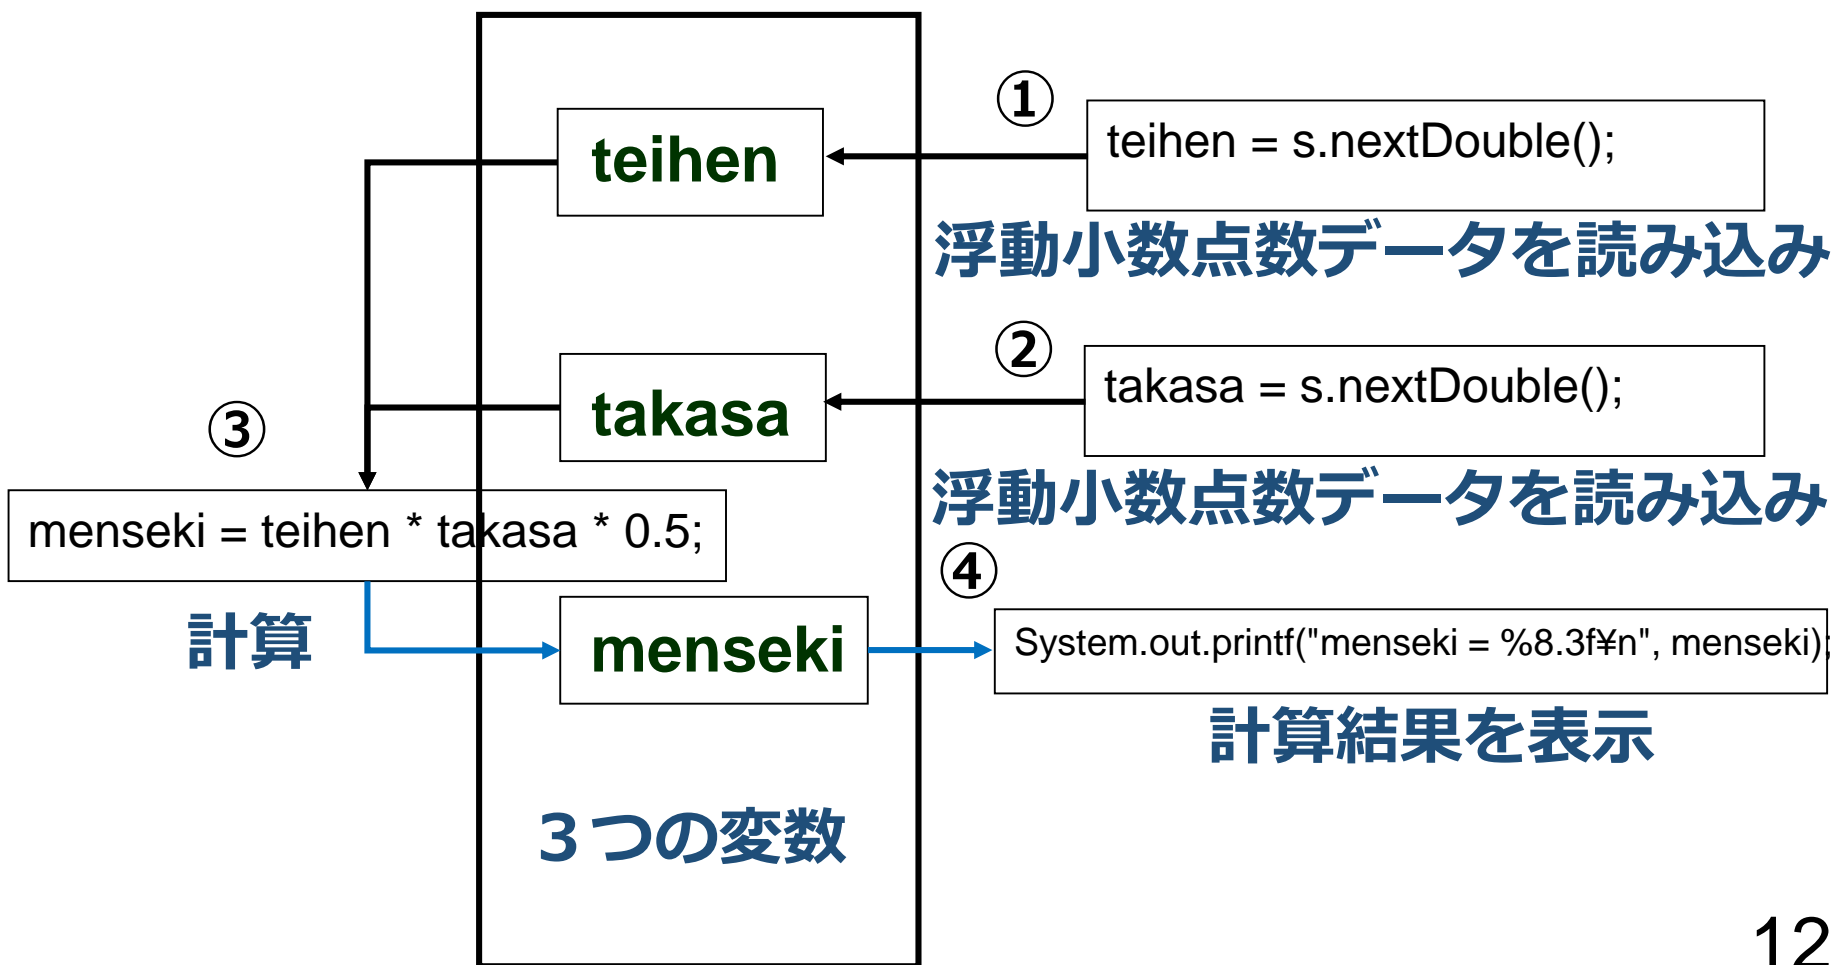 ①
teihen = s.nextDouble();
teihen
浮動小数点数データを読み込み
②
takasa = s.nextDouble();
takasa
浮動小数点数データを読み込み
③
menseki = teihen * takasa * 0.5;
計算
④
menseki
System.out.printf("menseki = %8.3f¥n", menseki);
計算結果を表示
３つの変数
12